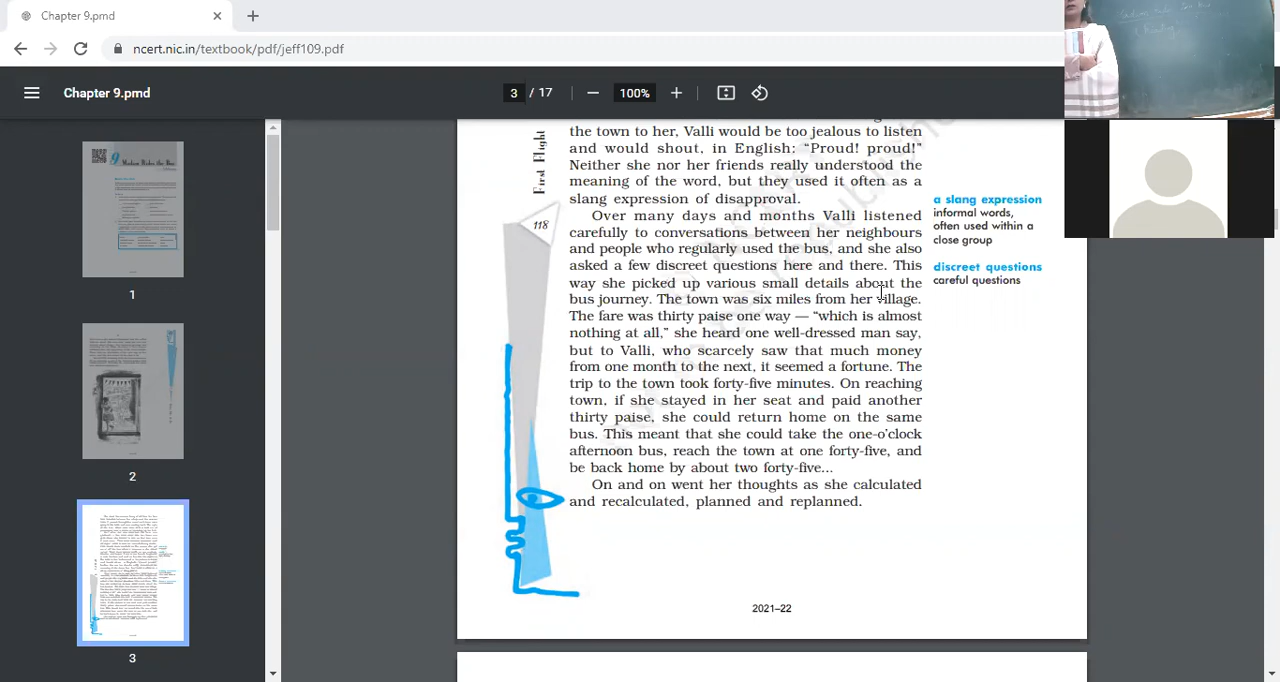 Chapter 9.pmd
ncert.nic.in/textbook/pdf/jeff109.pdf
Chapter 9.pmd
3 / 17
100%
1
2
3
First Flight
118
the town to her, Valli would be too jealous to listen
and would shout, in English: “Proud! proud!”
Neither she nor her friends really understood the
meaning of the word, but they used it often as a
slang expression of disapproval.
Over many days and months Valli listened
carefully to conversations between her neighbours
and people who regularly used the bus, and she also
asked a few discreet questions here and there. This
way she picked up various small details about the
bus journey. The town was six miles from her village.
The fare was thirty paise one way — “which is almost
nothing at all,” she heard one well-dressed man say,
but to Valli, who scarcely saw that much money
from one month to the next, it seemed a fortune. The
trip to the town took forty-five minutes. On reaching
town, if she stayed in her seat and paid another
thirty paise, she could return home on the same
bus. This meant that she could take the one-o’clock
afternoon bus, reach the town at one forty-five, and
be back home by about two forty-five...
On and on went her thoughts as she calculated
and recalculated, planned and replanned.
a slang expression
informal words,
often used within a
close group
discreet questions
careful questions
2021–22